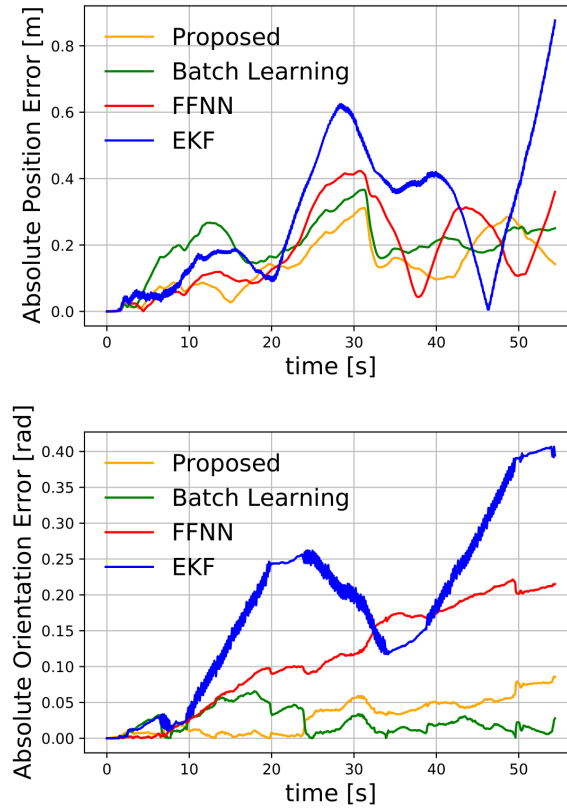 Absolute Position Error [m]
0.8
0.6
0.4
0.2
0.0
Proposed
Batch Learning
FFNN
EKF
0 10 20 30 40 50
time [s]
Absolute Orientation Error [rad]
0.40
0.35
0.30
0.25
0.20
0.15
0.10
0.05
0.00
Proposed
Batch Learning
FFNN
EKF
0 10 20 30 40 50
time [s]